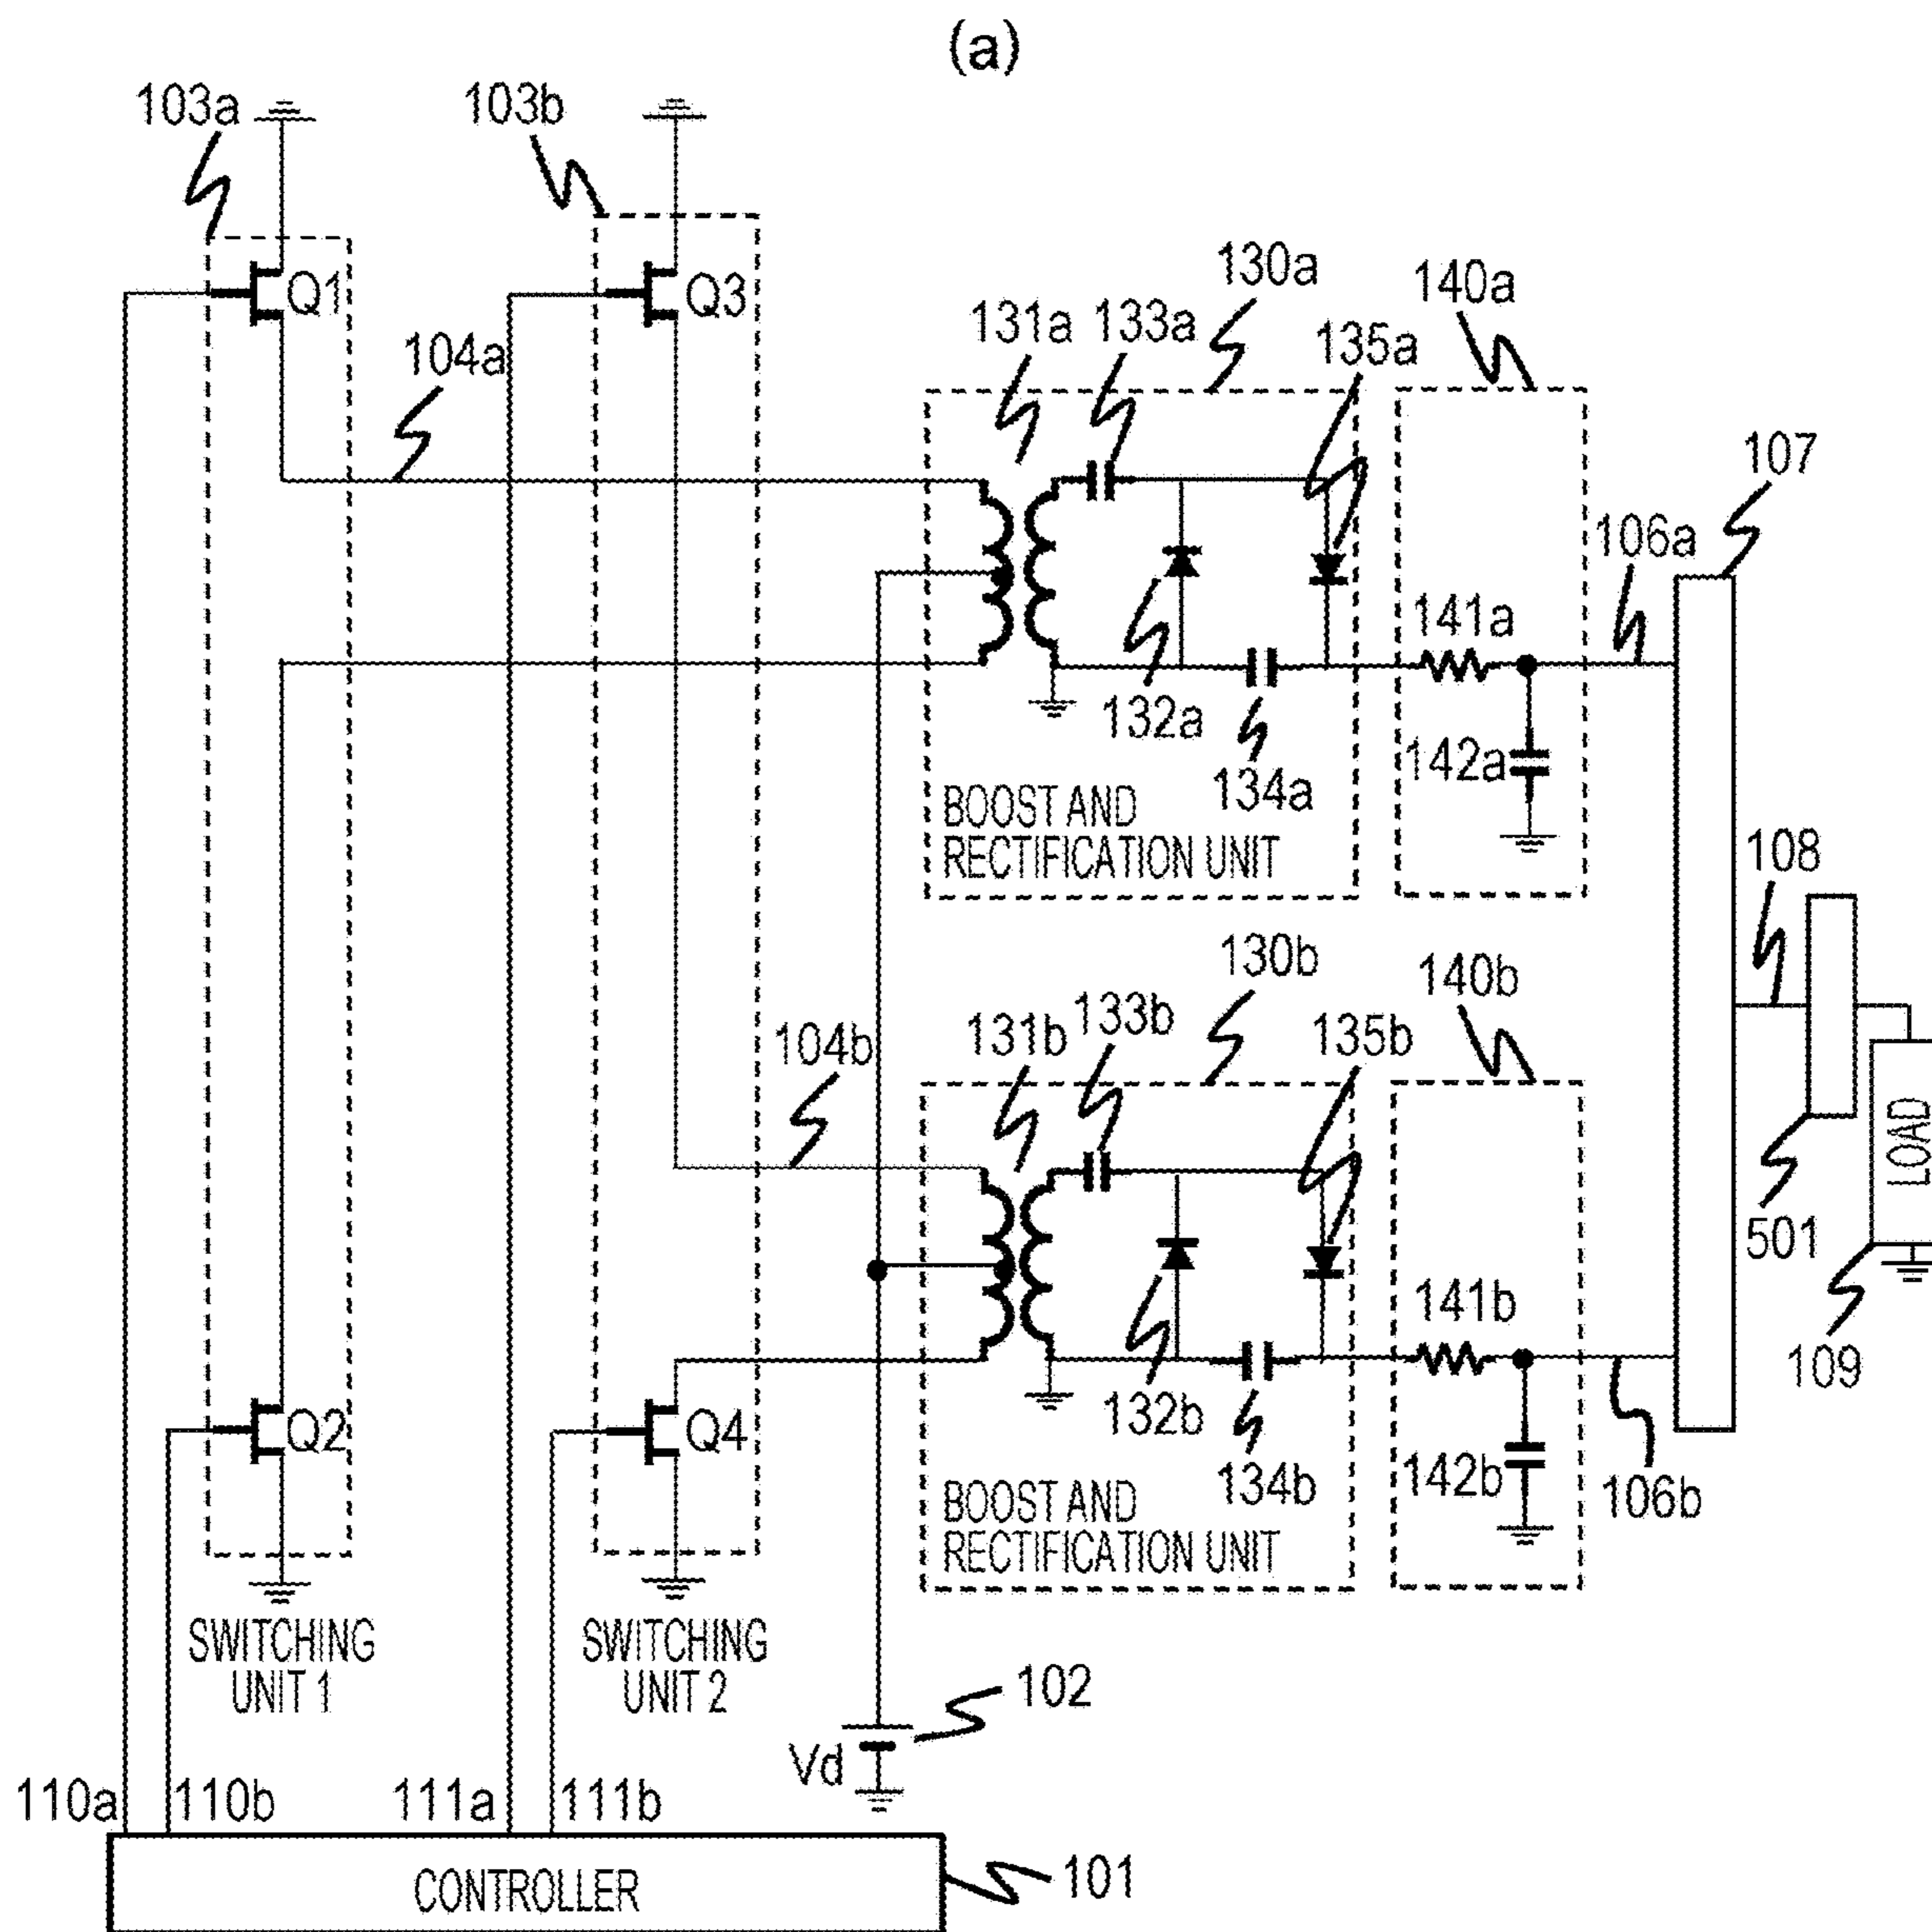 (a)
103a
103b
Q1
Q3
104a
131a
133a
130a
135a
140a
107
106a
141a
132a
134a
142a
BOOST AND
RECTIFICATION UNIT
108
130b
140b
104b
131b
133b
135b
LOAD
501
109
141b
132b
134b
142b
106b
Q2
Q4
BOOST AND
RECTIFICATION UNIT
SWITCHING
UNIT 1
SWITCHING
UNIT 2
102
Vd
110a
110b
111a
111b
CONTROLLER
101